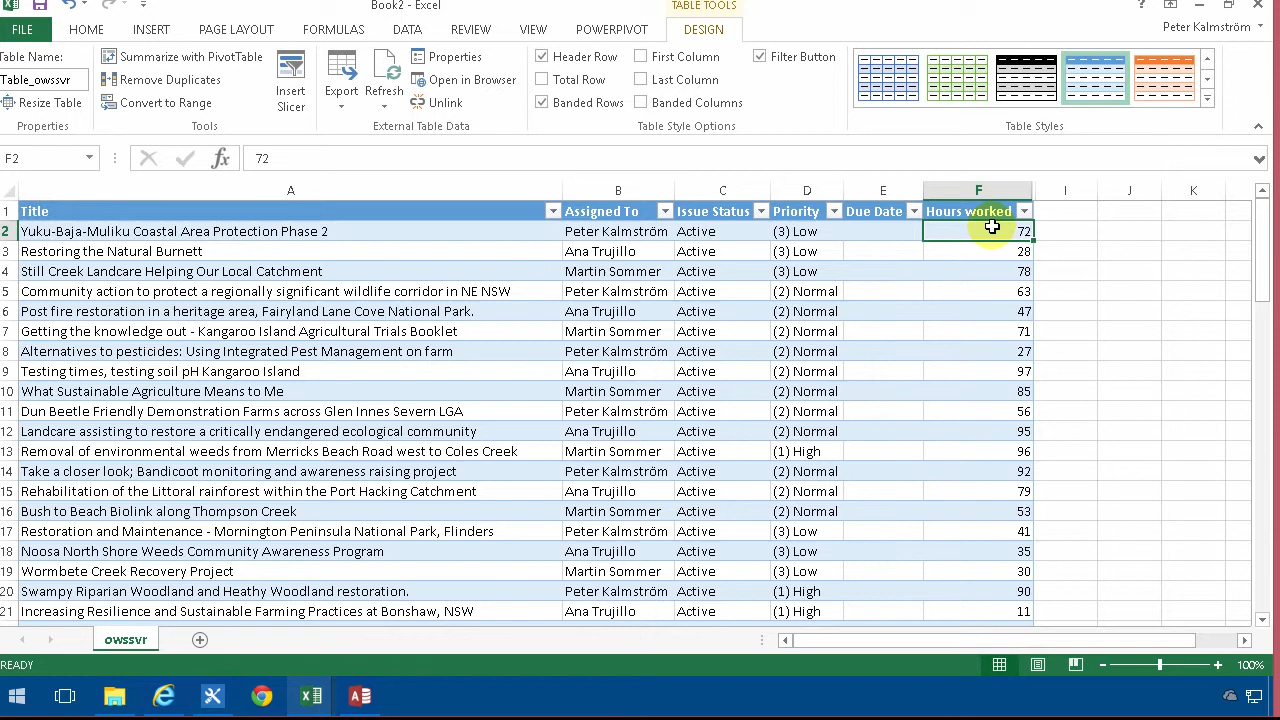 Book2 - Excel
TABLE TOOLS
FILE HOME INSERT PAGE LAYOUT FORMULAS DATA REVIEW VIEW POWERPIVOT DESIGN Peter Kalmström
Table Name:
Table_owssvr
Resize Table
Properties
Summarize with PivotTable
Remove Duplicates
Convert to Range
Insert
Slicer
Tools
Export
Refresh
Properties
Open in Browser
Unlink
External Table Data
Header Row
First Column
Filter Button
Total Row
Last Column
Banded Rows
Banded Columns
Table Style Options
Table Styles
F2 fx 72
A B C D E F I J K
1 Title Assigned To Issue Status Priority Due Date Hours worked
2 Yuku-Baja-Muliku Coastal Area Protection Phase 2 Peter Kalmström Active (3) Low 72
3 Restoring the Natural Burnett Ana Trujillo Active (3) Low 28
4 Still Creek Landcare Helping Our Local Catchment Martin Sommer Active (3) Low 78
5 Community action to protect a regionally significant wildlife corridor in NE NSW Peter Kalmström Active (2) Normal 63
6 Post fire restoration in a heritage area, Fairyland Lane Cove National Park. Ana Trujillo Active (2) Normal 47
7 Getting the knowledge out - Kangaroo Island Agricultural Trials Booklet Martin Sommer Active (2) Normal 71
8 Alternatives to pesticides: Using Integrated Pest Management on farm Peter Kalmström Active (2) Normal 27
9 Testing times, testing soil pH Kangaroo Island Ana Trujillo Active (2) Normal 97
10 What Sustainable Agriculture Means to Me Martin Sommer Active (2) Normal 85
11 Dun Beetle Friendly Demonstration Farms across Glen Innes Severn LGA Peter Kalmström Active (2) Normal 56
12 Landcare assisting to restore a critically endangered ecological community Ana Trujillo Active (2) Normal 95
13 Removal of environmental weeds from Merricks Beach Road west to Coles Creek Martin Sommer Active (1) High 96
14 Take a closer look; Bandicoot monitoring and awareness raising project Peter Kalmström Active (2) Normal 92
15 Rehabilitation of the Littoral rainforest within the Port Hacking Catchment Ana Trujillo Active (2) Normal 79
16 Bush to Beach Biolink along Thompson Creek Martin Sommer Active (2) Normal 53
17 Restoration and Maintenance - Mornington Peninsula National Park, Flinders Peter Kalmström Active (3) Low 41
18 Noosa North Shore Weeds Community Awareness Program Ana Trujillo Active (3) Low 35
19 Wormbete Creek Recovery Project Martin Sommer Active (3) Low 30
20 Swampy Riparian Woodland and Heathy Woodland restoration. Peter Kalmström Active (1) High 90
21 Increasing Resilience and Sustainable Farming Practices at Bonshaw, NSW Ana Trujillo Active (1) High 11
owssvr
READY 100%